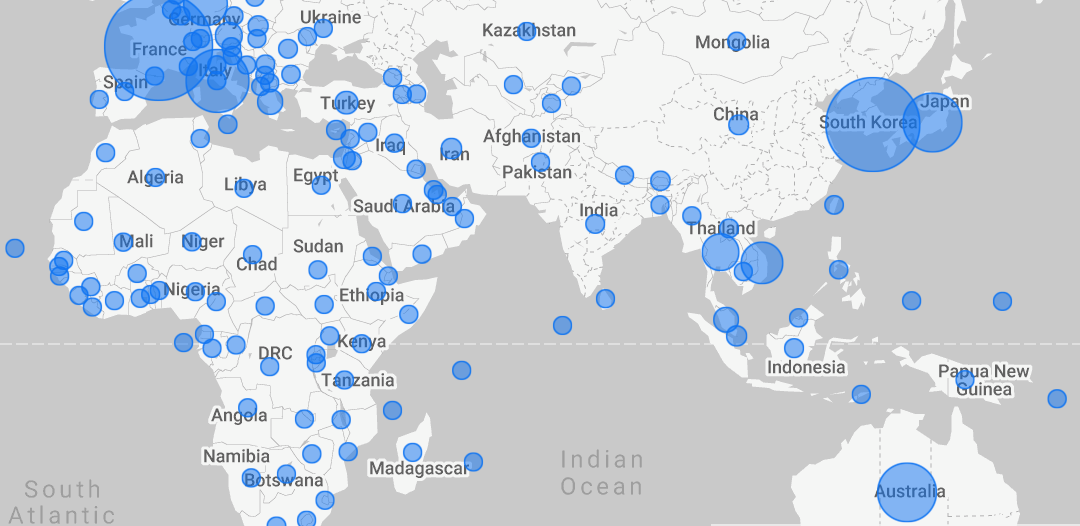 Germany
Ukraine
France
Kazakhstan
Mongolia
Italy
Spain
Turkey
China
Japan
South Korea
Afghanistan
Iraq
Iran
Pakistan
Algeria
Libya
Egypt
Saudi Arabia
India
Thailand
Mali
Niger
Sudan
Chad
Nigeria
Ethiopia
DRC
Kenya
Tanzania
Indonesia
Papua New
Guinea
Angola
Namibia
Botswana
Madagascar
Indian
Ocean
South
Atlantic
Australia